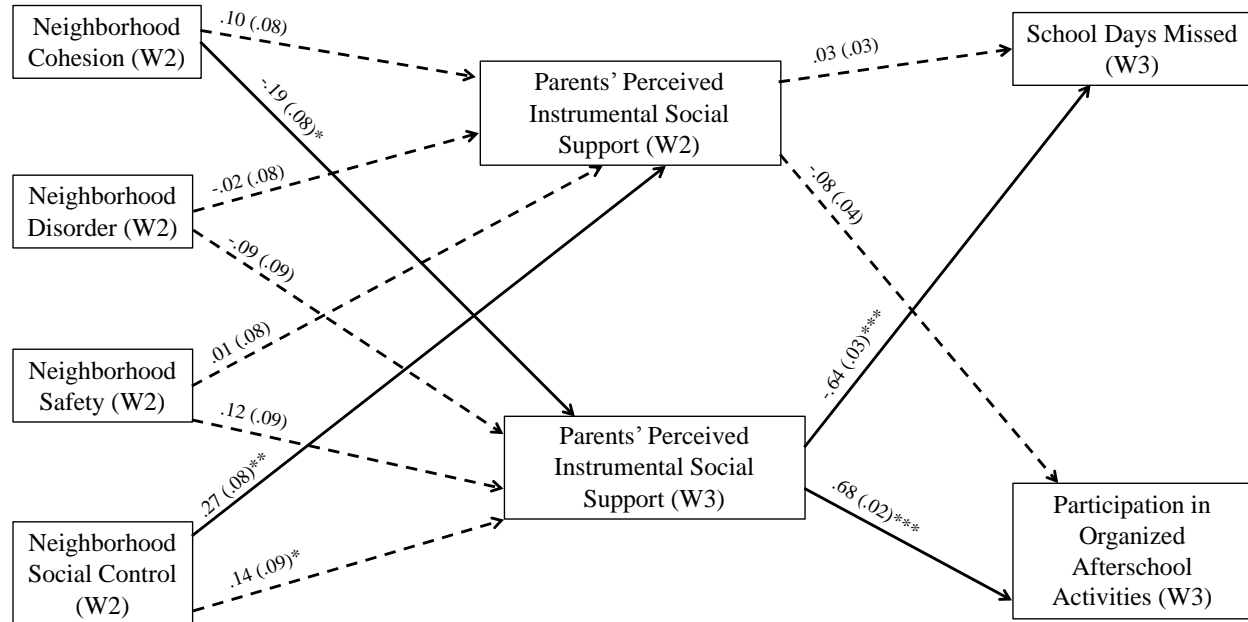 Neighborhood
Cohesion (W2)
.10 (.08)
-.19 (.08)*
Neighborhood
Disorder (W2)
-.02 (.08)
-.09 (.09)
Neighborhood
Safety (W2)
.01 (.08)
.12 (.09)
Neighborhood
Social Control
(W2)
.27 (.08)**
.14 (.09)*
Parents’ Perceived
Instrumental Social
Support (W2)
.03 (.03)
-.08 (.04)
Parents’ Perceived
Instrumental Social
Support (W3)
-.64 (.03)***
.68 (.02)***
School Days Missed
(W3)
Participation in
Organized
Afterschool
Activities (W3)